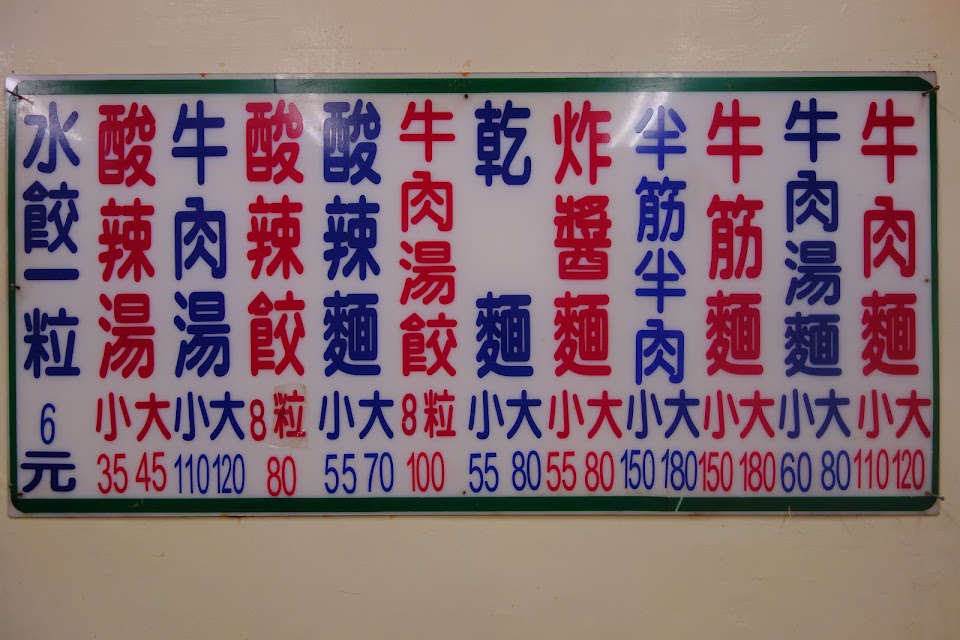 牛肉麵 小大 110 120
牛肉湯麵 小大 60 80
牛筋麵 小大 150 180
半筋半肉 小大 150 180
炸醬麵 小大 55 80
乾麵 小大 55 80
牛肉湯餃 8粒 100
酸辣麵 小大 55 70
酸辣餃 8粒 80
牛肉湯 小大 110 120
酸辣湯 小大 35 45
水餃一粒 6元